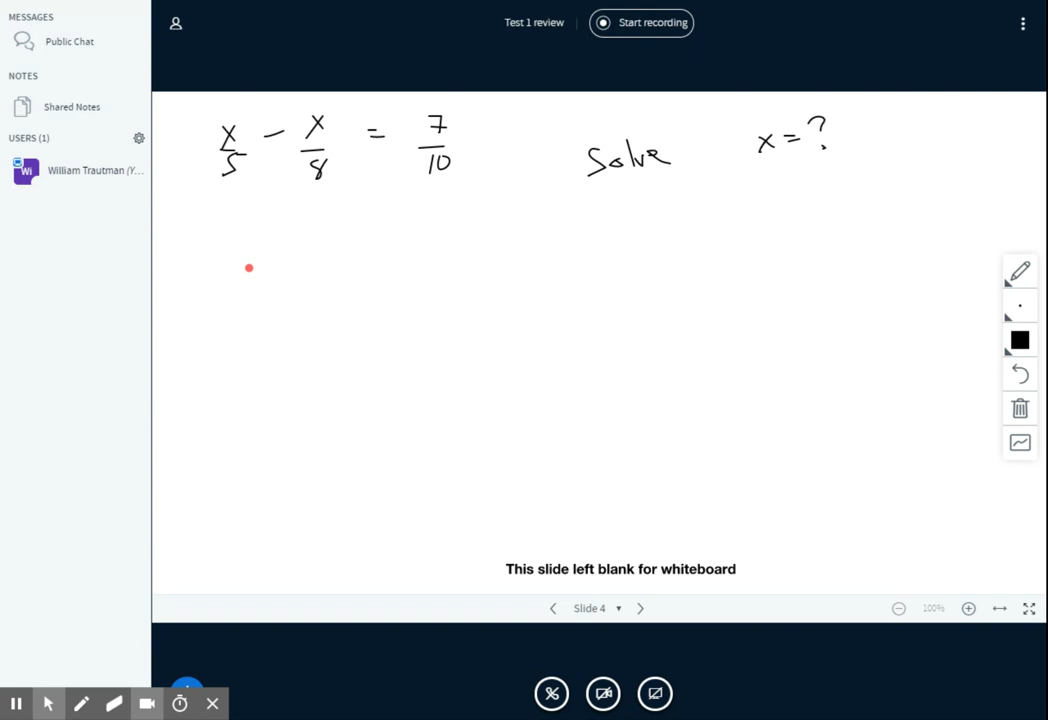 MESSAGES
Public Chat
NOTES
Shared Notes
USERS (1)
Wi
William Trautman (Y...
Test 1 review
Start recording
x/5 - x/8 = 7/10
Solve
x = ?
This slide left blank for whiteboard
Slide 4
100%